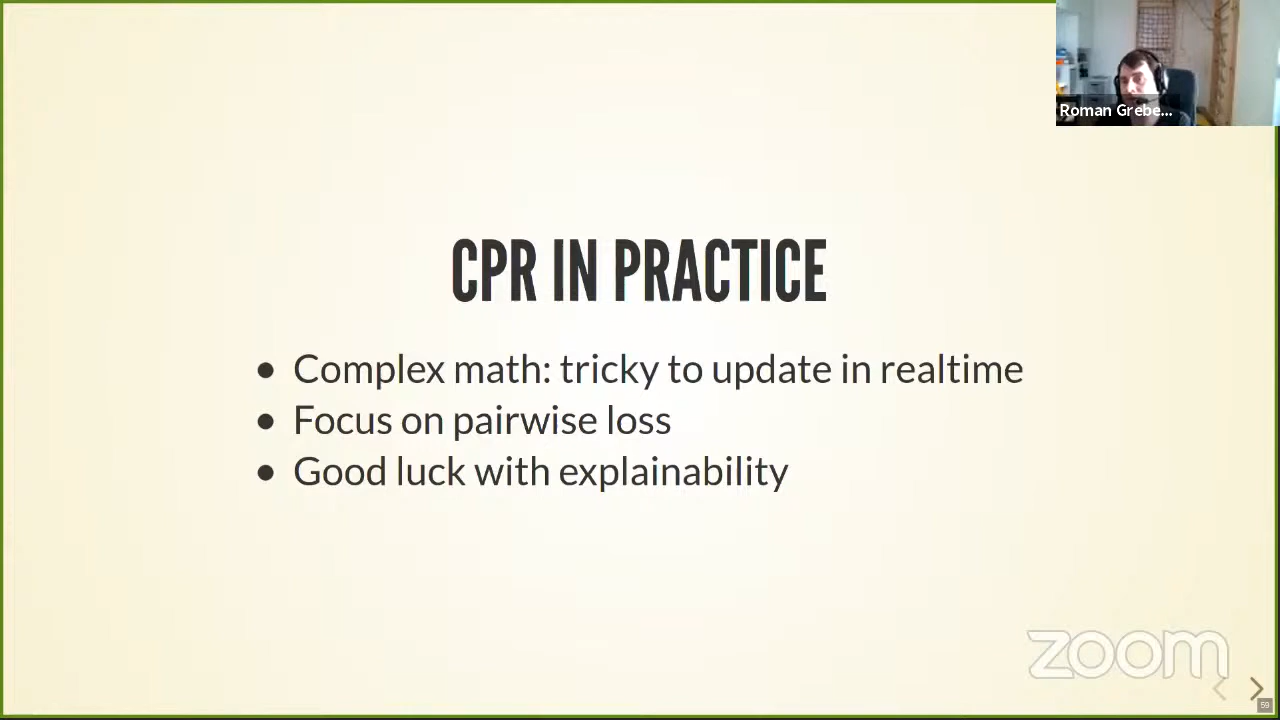 Roman Grebe...
CPR IN PRACTICE
• Complex math: tricky to update in realtime
• Focus on pairwise loss
• Good luck with explainability
zoom
59